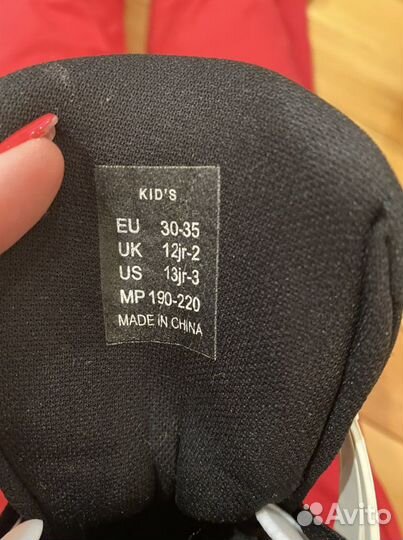 KID'S
EU 30-35
UK 12jr-2
US 13jr-3
MP 190-220
MADE IN CHINA
Avito